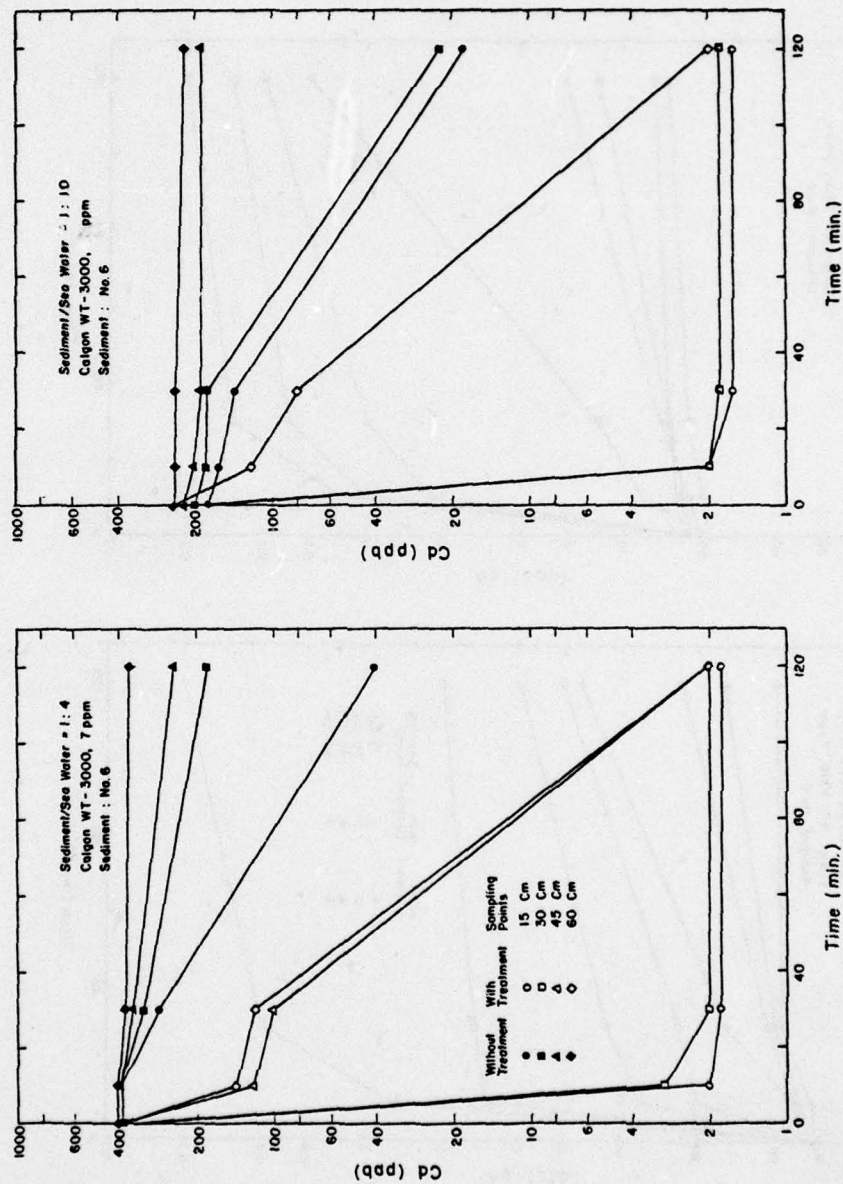 Sediment/Sea Water = 1:4
Calgon WT-3000, 7 ppm
Sediment : No.6
Cd (ppb)
1000
600
400
200
100
60
40
20
10
6
4
2
1
Without Treatment
With Treatment
Sampling Points
15 Cm
30 Cm
45 Cm
60 Cm
0 40 80 120
Time (min.)
Sediment/Sea Water = 1:10
Calgon WT-3000, ppm
Sediment : No.6
Cd (ppb)
1000
600
400
200
100
60
40
20
10
6
4
2
1
0 40 80 120
Time (min.)